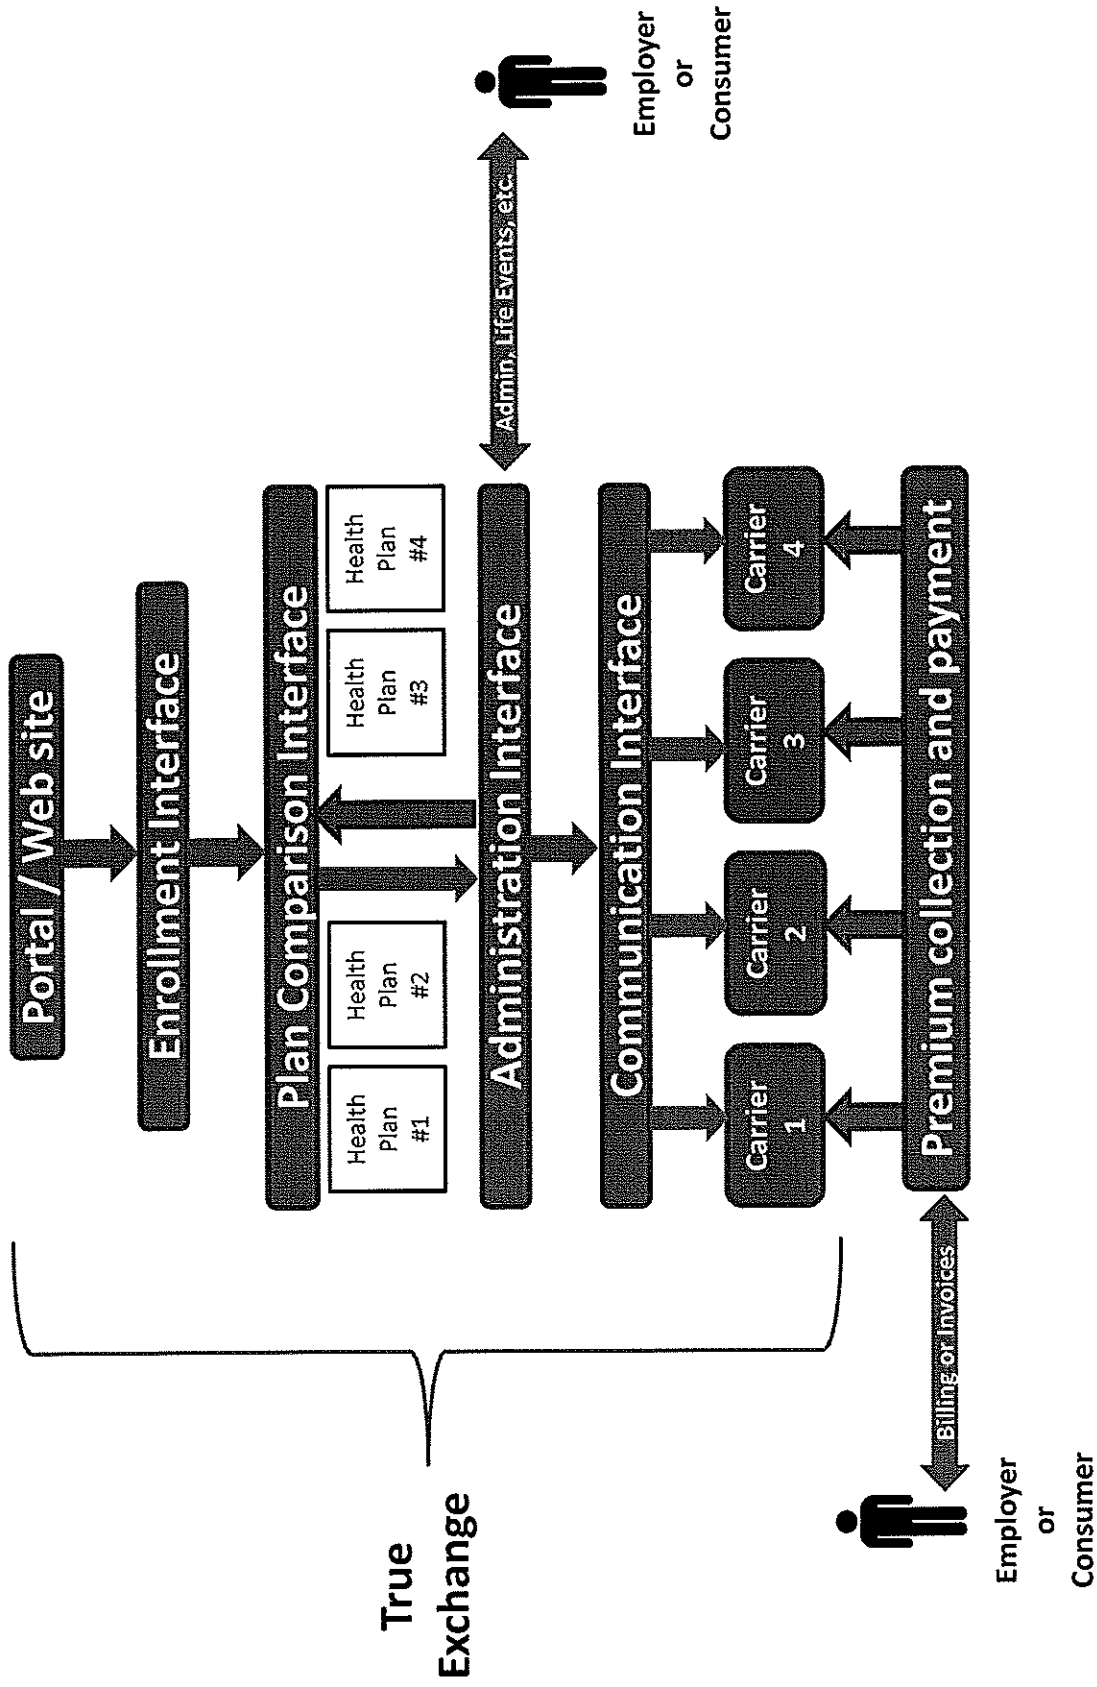 Portal / Web site
Enrollment Interface
Plan Comparison Interface
Health
Plan
#1
Health
Plan
#2
Health
Plan
#3
Health
Plan
#4
Administration Interface
Admin, Life Events, etc.
Employer
or
Consumer
Communication Interface
Carrier
1
Carrier
2
Carrier
3
Carrier
4
Premium collection and payment
Billing or Invoices
Employer
or
Consumer
True
Exchange